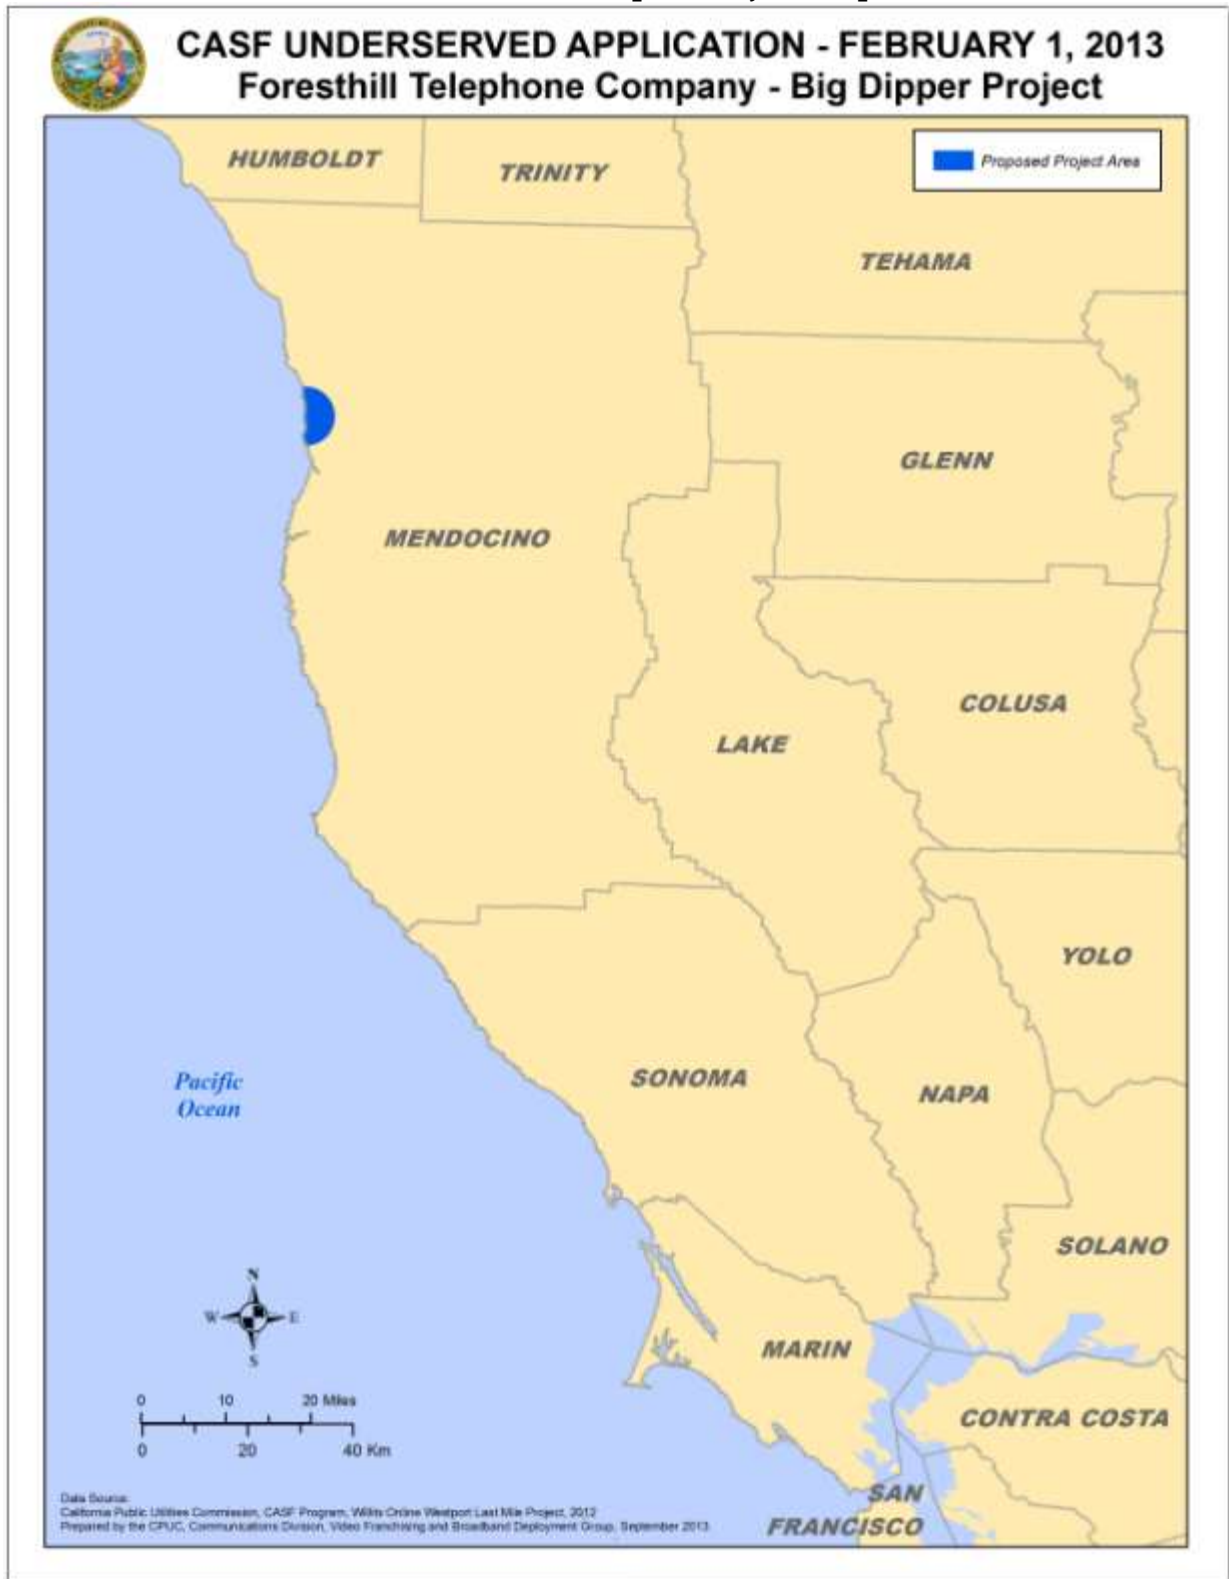 CASF UNDERSERVED APPLICATION - FEBRUARY 1, 2013
Foresthill Telephone Company - Big Dipper Project
Proposed Project Area
HUMBOLDT
TRINITY
TEHAMA
GLENN
MENDOCINO
COLUSA
LAKE
YOLO
SONOMA
NAPA
Pacific
Ocean
SOLANO
N
W E
S
MARIN
0 10 20 Miles
0 20 40 Km
CONTRA COSTA
SAN
FRANCISCO
Data Source:
California Public Utilities Commission, CASF Program, Willits Online Westport Last Mile Project, 2012
Prepared by the CPUC, Communications Division, Video Franchising and Broadband Deployment Group, September 2013